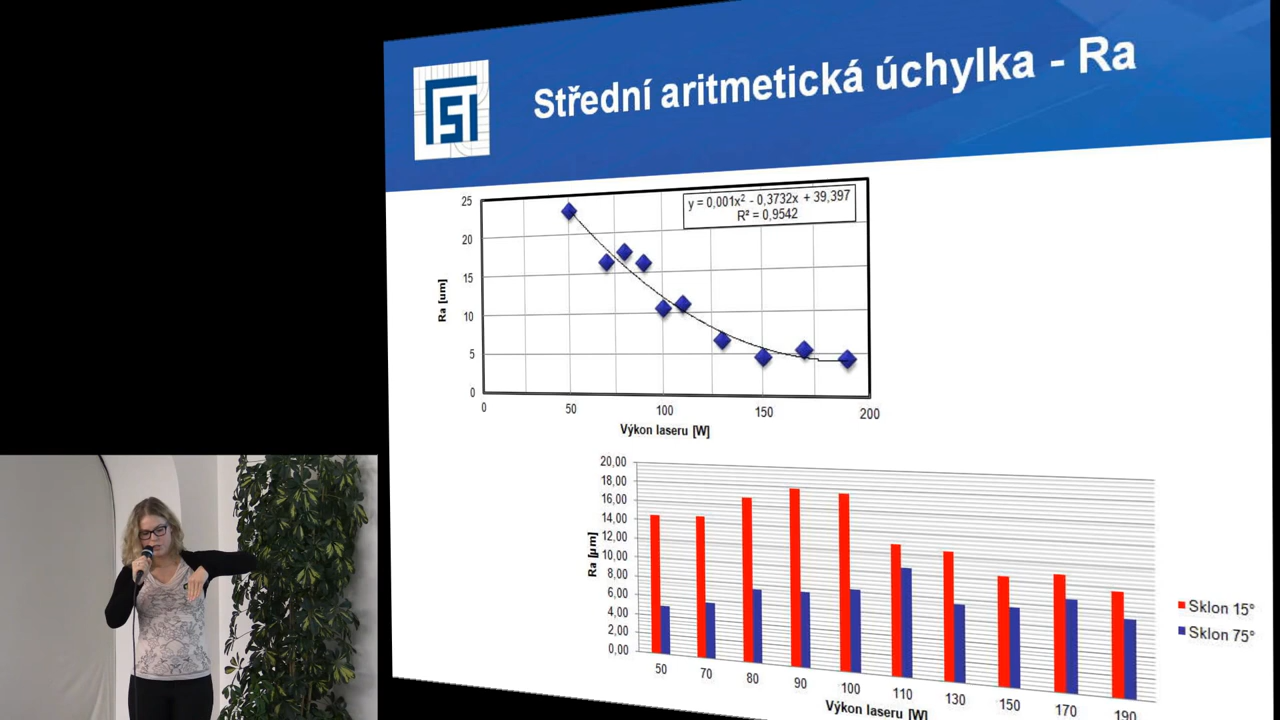 Střední aritmetická úchylka - Ra
FSI
25
20
15
10
5
0
Ra [um]
y = 0,001x² - 0,3732x + 39,397
R² = 0,9542
0 50 100 150 200
Výkon laseru [W]
20,00
18,00
16,00
14,00
12,00
10,00
8,00
6,00
4,00
2,00
0,00
Ra [µm]
50 70 80 90 100 110 130 150 170 190
Výkon laseru [W]
Sklon 15°
Sklon 75°